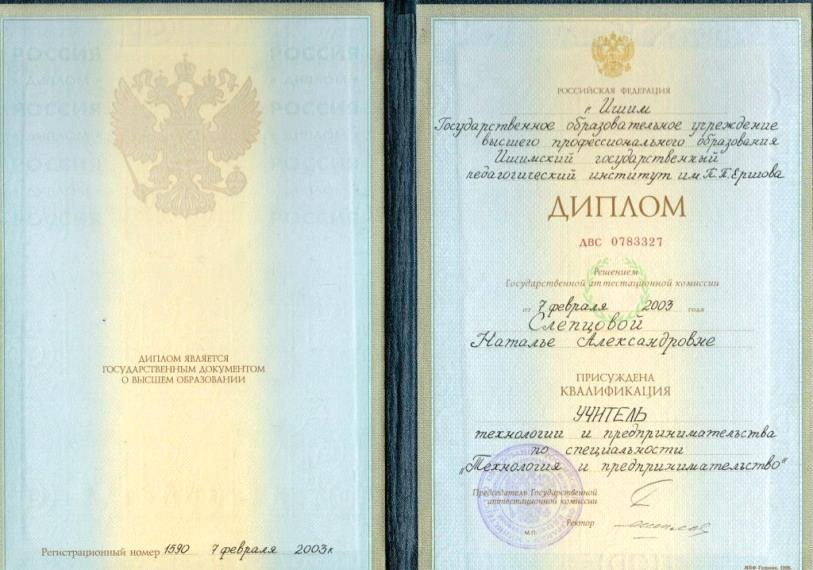 ДИПЛОМ ЯВЛЯЕТСЯ
ГОСУДАРСТВЕННЫМ ДОКУМЕНТОМ
О ВЫСШЕМ ОБРАЗОВАНИИ
Регистрационный номер 1590 7 февраля 2003г.
РОССИЙСКАЯ ФЕДЕРАЦИЯ
г. Ишим
Государственное образовательное учреждение
высшего профессионального образования
Ишимский государственный
педагогический институт им. П.П.Ершова
ДИПЛОМ
ДВС 0783327
Решением
Государственной аттестационной комиссии
от 7 февраля 2003 года
Слепцовой
Наталье Александровне
ПРИСУЖДЕНА
КВАЛИФИКАЦИЯ
УЧИТЕЛЬ
технологии и предпринимательства
по специальности
„Технология и предпринимательство"
Председатель Государственной
аттестационной комиссии
Ректор
М.П.